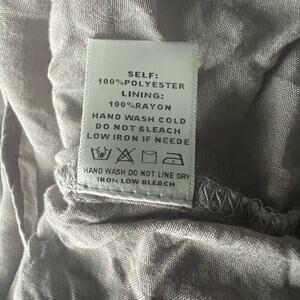 SELF:
100%POLYESTER
LINING:
100%RAYON
HAND WASH COLD
DO NOT BLEACH
LOW IRON IF NEEDE
HAND WASH DO NOT LINE DRY
IRON LOW BLEACH